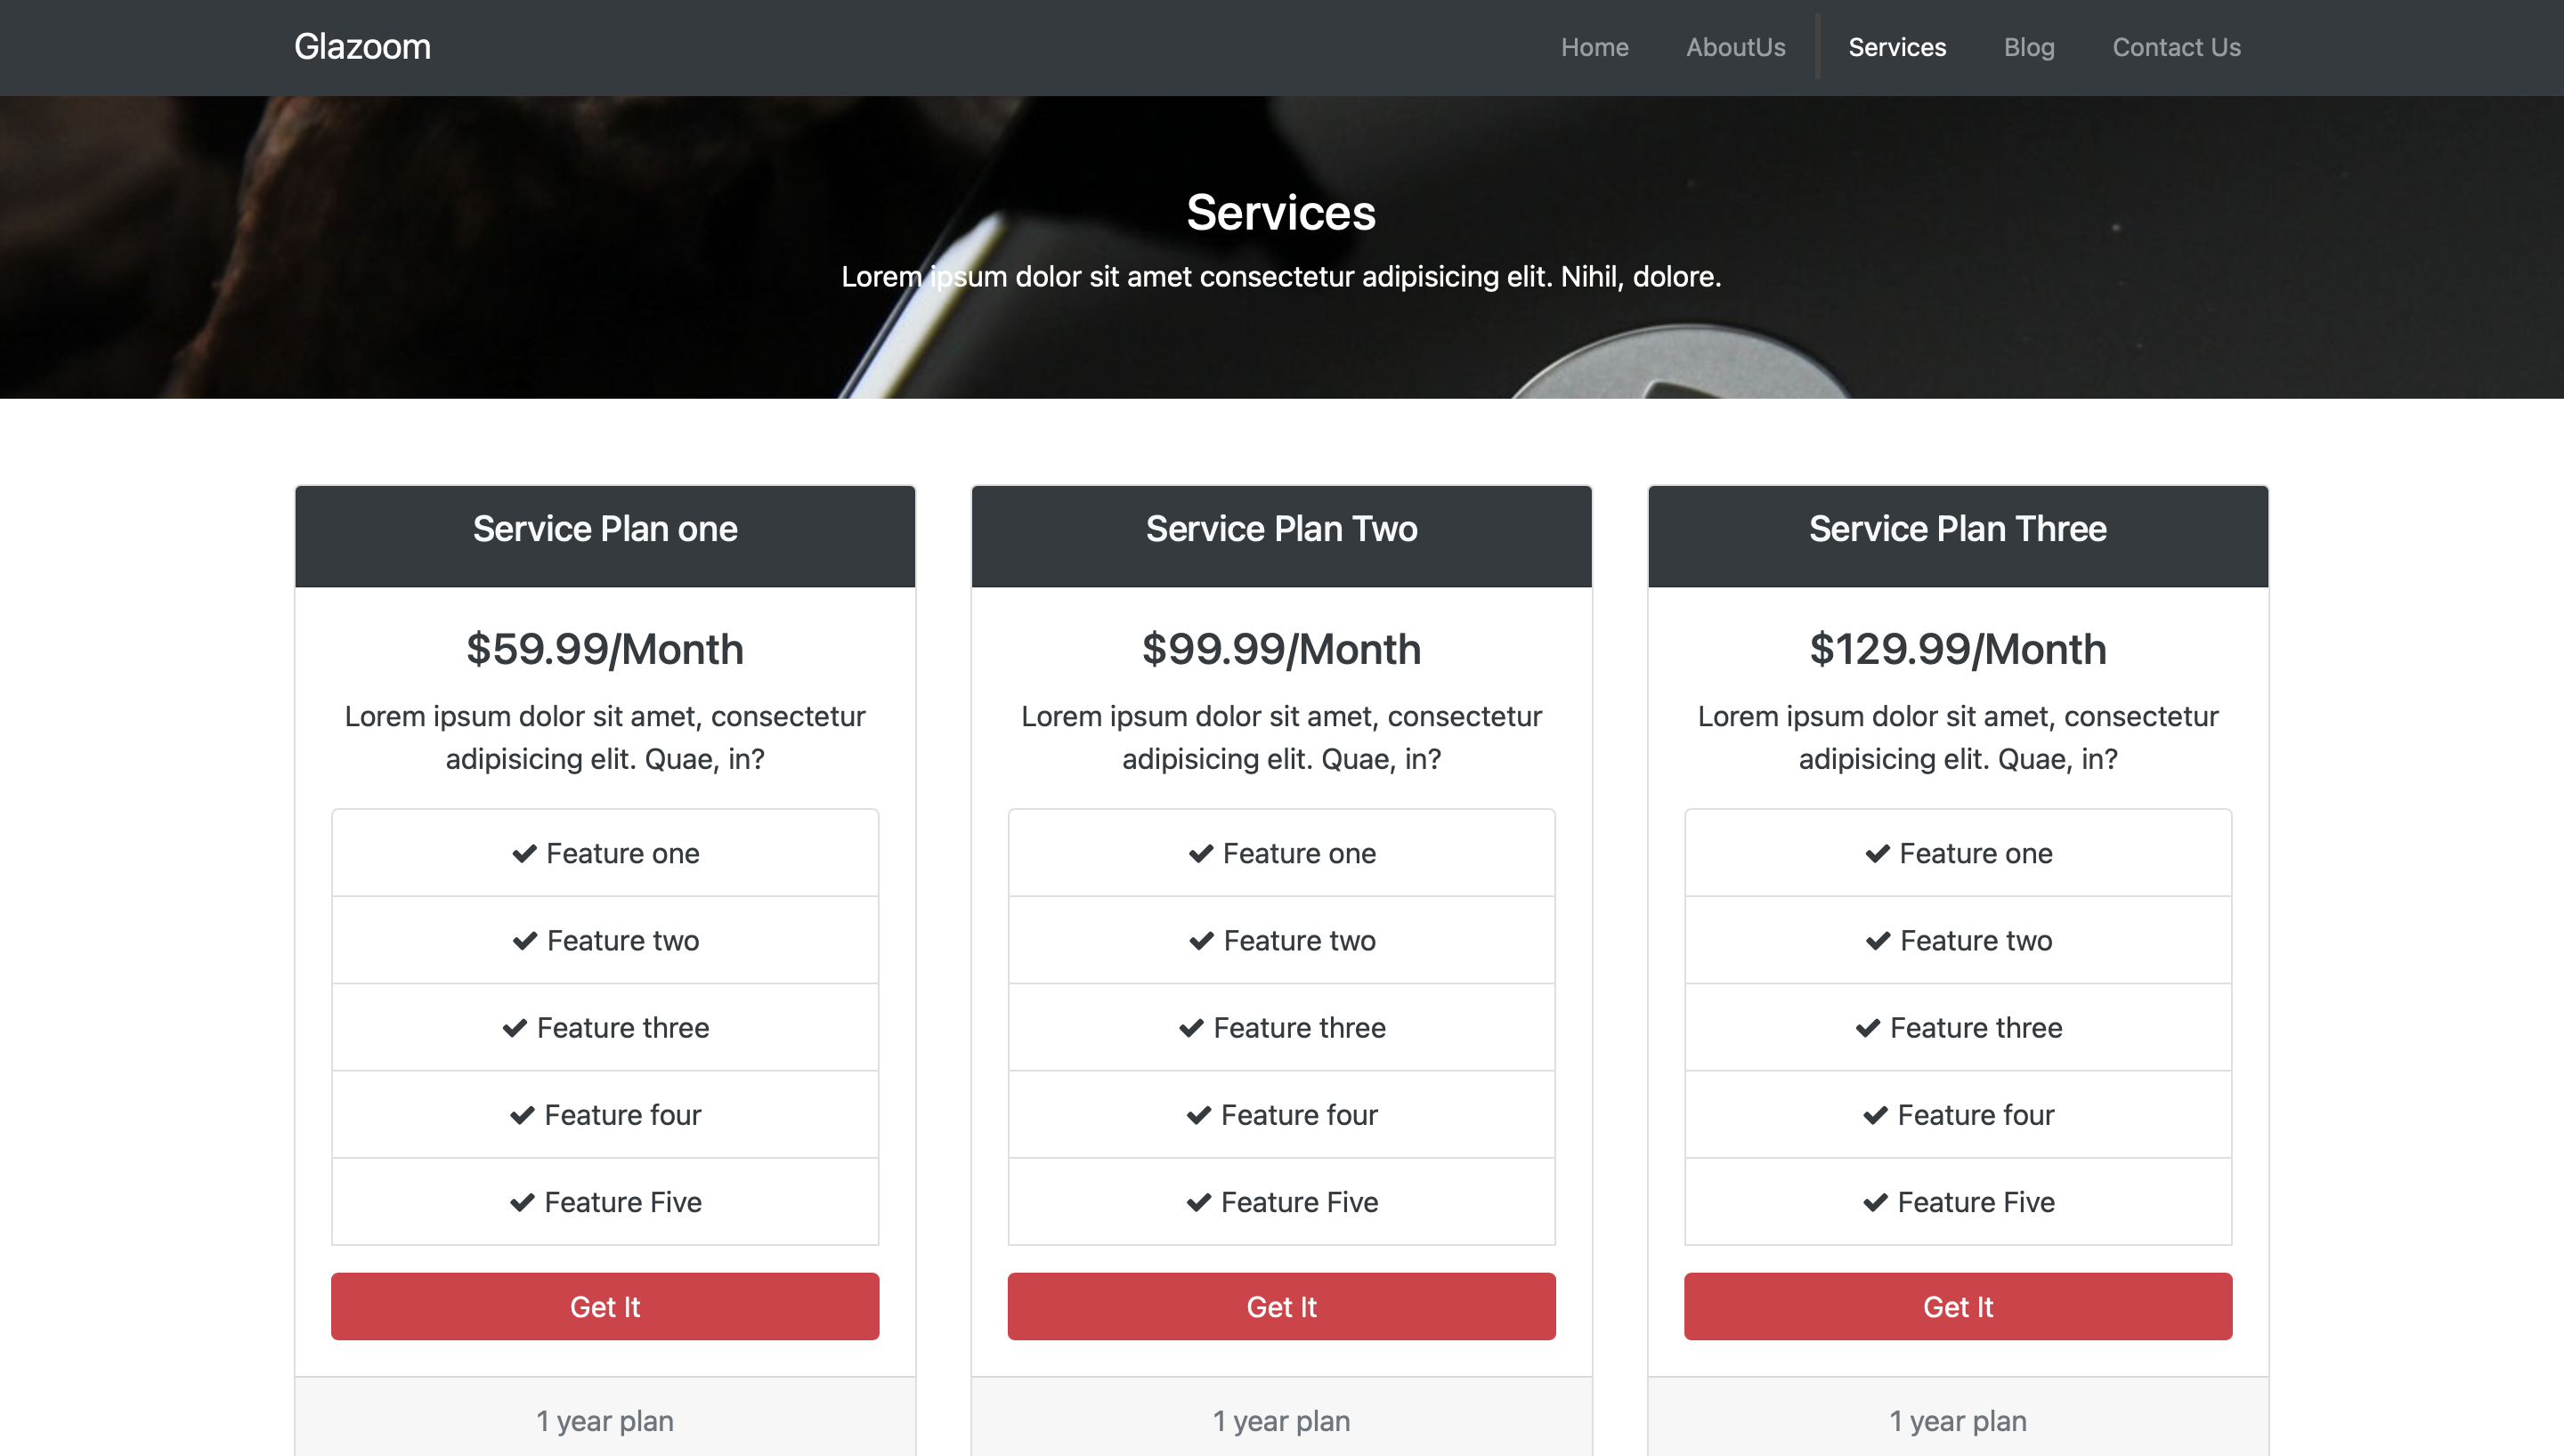 Glazoom
Home AboutUs Services Blog Contact Us
Services
Lorem ipsum dolor sit amet consectetur adipisicing elit. Nihil, dolore.
Service Plan one
$59.99/Month
Lorem ipsum dolor sit amet, consectetur
adipisicing elit. Quae, in?
Feature one
Feature two
Feature three
Feature four
Feature Five
Get It
1 year plan
Service Plan Two
$99.99/Month
Lorem ipsum dolor sit amet, consectetur
adipisicing elit. Quae, in?
Feature one
Feature two
Feature three
Feature four
Feature Five
Get It
1 year plan
Service Plan Three
$129.99/Month
Lorem ipsum dolor sit amet, consectetur
adipisicing elit. Quae, in?
Feature one
Feature two
Feature three
Feature four
Feature Five
Get It
1 year plan